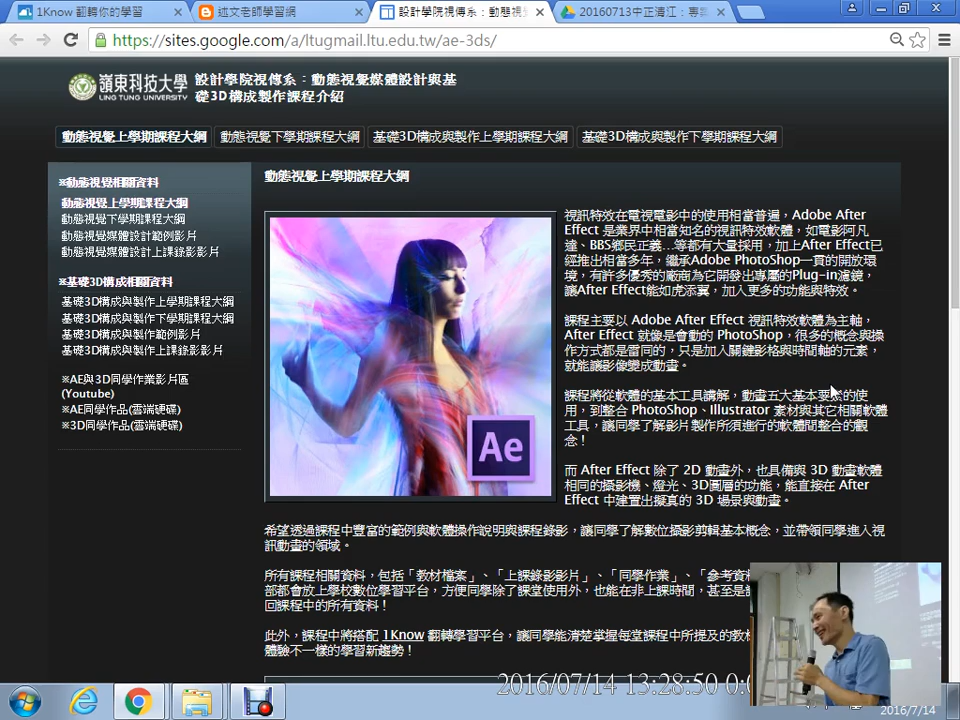 1Know 翻轉你的學習
述文老師學習網
設計學院視傳系：動態視
20160713中正濤江：專
https://sites.google.com/a/ltugmail.ltu.edu.tw/ae-3ds/
嶺東科技大學
LING TUNG UNIVERSITY
設計學院視傳系：動態視覺媒體設計與基
礎3D構成製作課程介紹
動態視覺上學期課程大綱
動態視覺下學期課程大綱
基礎3D構成與製作上學期課程大綱
基礎3D構成與製作下學期課程大綱
※動態視覺相關資料
動態視覺上學期課程大綱
動態視覺下學期課程大綱
動態視覺媒體設計範例影片
動態視覺媒體設計上課錄影影片
※基礎3D構成相關資料
基礎3D構成與製作上學期課程大綱
基礎3D構成與製作下學期課程大綱
基礎3D構成與製作範例影片
基礎3D構成與製作上課錄影影片
※AE與3D同學作業影片區
(Youtube)
※AE同學作品(雲端硬碟)
※3D同學作品(雲端硬碟)
動態視覺上學期課程大綱
Ae
視訊特效在電視電影中的使用相當普遍，Adobe After
Effect 是業界中相當知名的視訊特效軟體，如電影阿凡
達、BBS鄉民正義…等都有大量採用，加上After Effect已
經推出相當多年，繼承Adobe PhotoShop一貫的開放環
境，有許多優秀的廠商為它開發出專屬的Plug-in濾鏡，
讓After Effect能如虎添翼，加入更多的功能與特效。
課程主要以 Adobe After Effect 視訊特效軟體為主軸，
After Effect 就像是會動的 PhotoShop，很多的概念與操
作方式都是雷同的，只是加入關鍵影格與時間軸的元素，
就能讓影像變成動畫。
課程將從軟體的基本工具講解，動畫五大基本要素的使
用，到整合 PhotoShop、Illustrator 素材與其它相關軟體
工具，讓同學了解影片製作所須進行的軟體間整合的觀
念！
而 After Effect 除了 2D 動畫外，也具備與 3D 動畫軟體
相同的攝影機、燈光、3D圖層的功能，能直接在 After
Effect 中建置出擬真的 3D 場景與動畫。
希望透過課程中豐富的範例與軟體操作說明與課程錄影，讓同學了解數位攝影剪輯基本概念，並帶領同學進入視
訊動畫的領域。
所有課程相關資料，包括「教材檔案」、「上課錄影影片」、「同學作業」、「參考資
部都會放上學校數位學習平台，方便同學除了課堂使用外，也能在非上課時間，甚至是
回課程中的所有資料！
此外，課程中將搭配 1Know 翻轉學習平台，讓同學能清楚掌握每堂課程中所提及的教材
體驗不一樣的學習新趨勢！
2016/07/14 13:28:50
2016/7/14